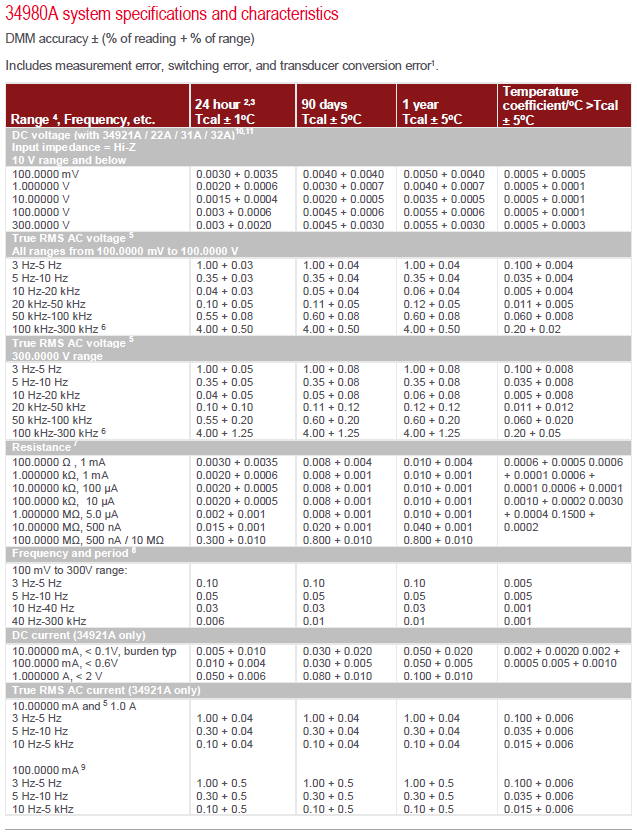 34980A system specifications and characteristics
DMM accuracy ± (% of reading + % of range)
Includes measurement error, switching error, and transducer conversion error¹.
Range ⁴, Frequency, etc. 24 hour ²,³ Tcal ± 1ºC 90 days Tcal ± 5ºC 1 year Tcal ± 5ºC Temperature coefficient/ºC >Tcal ± 5ºC
DC voltage (with 34921A / 22A / 31A / 32A)¹⁰,¹¹
Input impedance = Hi-Z
10 V range and below
100.0000 mV 0.0030 + 0.0035 0.0040 + 0.0040 0.0050 + 0.0040 0.0005 + 0.0005
1.000000 V 0.0020 + 0.0006 0.0030 + 0.0007 0.0040 + 0.0007 0.0005 + 0.0001
10.00000 V 0.0015 + 0.0004 0.0020 + 0.0005 0.0035 + 0.0005 0.0005 + 0.0001
100.0000 V 0.003 + 0.0006 0.0045 + 0.0006 0.0055 + 0.0006 0.0005 + 0.0001
300.0000 V 0.003 + 0.0020 0.0045 + 0.0030 0.0055 + 0.0030 0.0005 + 0.0003
True RMS AC voltage ⁵
All ranges from 100.0000 mV to 100.0000 V
3 Hz-5 Hz 1.00 + 0.03 1.00 + 0.04 1.00 + 0.04 0.100 + 0.004
5 Hz-10 Hz 0.35 + 0.03 0.35 + 0.04 0.35 + 0.04 0.035 + 0.004
10 Hz-20 kHz 0.04 + 0.03 0.05 + 0.04 0.06 + 0.04 0.005 + 0.004
20 kHz-50 kHz 0.10 + 0.05 0.11 + 0.05 0.12 + 0.05 0.011 + 0.005
50 kHz-100 kHz 0.55 + 0.08 0.60 + 0.08 0.60 + 0.08 0.060 + 0.008
100 kHz-300 kHz ⁶ 4.00 + 0.50 4.00 + 0.50 4.00 + 0.50 0.20 + 0.02
True RMS AC voltage ⁵
300.0000 V range
3 Hz-5 Hz 1.00 + 0.05 1.00 + 0.08 1.00 + 0.08 0.100 + 0.008
5 Hz-10 Hz 0.35 + 0.05 0.35 + 0.08 0.35 + 0.08 0.035 + 0.008
10 Hz-20 kHz 0.04 + 0.05 0.05 + 0.08 0.06 + 0.08 0.005 + 0.008
20 kHz-50 kHz 0.10 + 0.10 0.11 + 0.12 0.12 + 0.12 0.011 + 0.012
50 kHz-100 kHz 0.55 + 0.20 0.60 + 0.20 0.60 + 0.20 0.060 + 0.020
100 kHz-300 kHz ⁶ 4.00 + 1.25 4.00 + 1.25 4.00 + 1.25 0.20 + 0.05
Resistance ⁷
100.0000 Ω , 1 mA 0.0030 + 0.0035 0.008 + 0.004 0.010 + 0.004 0.0006 + 0.0005 0.0006
1.000000 kΩ, 1 mA 0.0020 + 0.0006 0.008 + 0.001 0.010 + 0.001 + 0.0001 0.0006 +
10.00000 kΩ, 100 µA 0.0020 + 0.0005 0.008 + 0.001 0.010 + 0.001 0.0001 0.0006 + 0.0001
100.0000 kΩ, 10 µA 0.0020 + 0.0005 0.008 + 0.001 0.010 + 0.001 0.0010 + 0.0002 0.0030
1.000000 MΩ, 5.0 µA 0.002 + 0.001 0.008 + 0.001 0.010 + 0.001 + 0.0004 0.1500 +
10.00000 MΩ, 500 nA 0.015 + 0.001 0.020 + 0.001 0.040 + 0.001 0.0002
100.0000 MΩ, 500 nA / 10 MΩ 0.300 + 0.010 0.800 + 0.010 0.800 + 0.010
Frequency and period ⁸
100 mV to 300V range:
3 Hz-5 Hz 0.10 0.10 0.10 0.005
5 Hz-10 Hz 0.05 0.05 0.05 0.005
10 Hz-40 Hz 0.03 0.03 0.03 0.001
40 Hz-300 kHz 0.006 0.01 0.01 0.001
DC current (34921A only)
10.00000 mA, < 0.1V, burden typ 0.005 + 0.010 0.030 + 0.020 0.050 + 0.020 0.002 + 0.0020 0.002 +
100.0000 mA, < 0.6V 0.010 + 0.004 0.030 + 0.005 0.050 + 0.005 0.0005 0.005 + 0.0010
1.000000 A, < 2 V 0.050 + 0.006 0.080 + 0.010 0.100 + 0.010
True RMS AC current (34921A only)
10.00000 mA and ⁵ 1.0 A
3 Hz-5 Hz 1.00 + 0.04 1.00 + 0.04 1.00 + 0.04 0.100 + 0.006
5 Hz-10 Hz 0.30 + 0.04 0.30 + 0.04 0.30 + 0.04 0.035 + 0.006
10 Hz-5 kHz 0.10 + 0.04 0.10 + 0.04 0.10 + 0.04 0.015 + 0.006
100.0000 mA ⁹
3 Hz-5 Hz 1.00 + 0.5 1.00 + 0.5 1.00 + 0.5 0.100 + 0.006
5 Hz-10 Hz 0.30 + 0.5 0.30 + 0.5 0.30 + 0.5 0.035 + 0.006
10 Hz-5 kHz 0.10 + 0.5 0.10 + 0.5 0.10 + 0.5 0.015 + 0.006